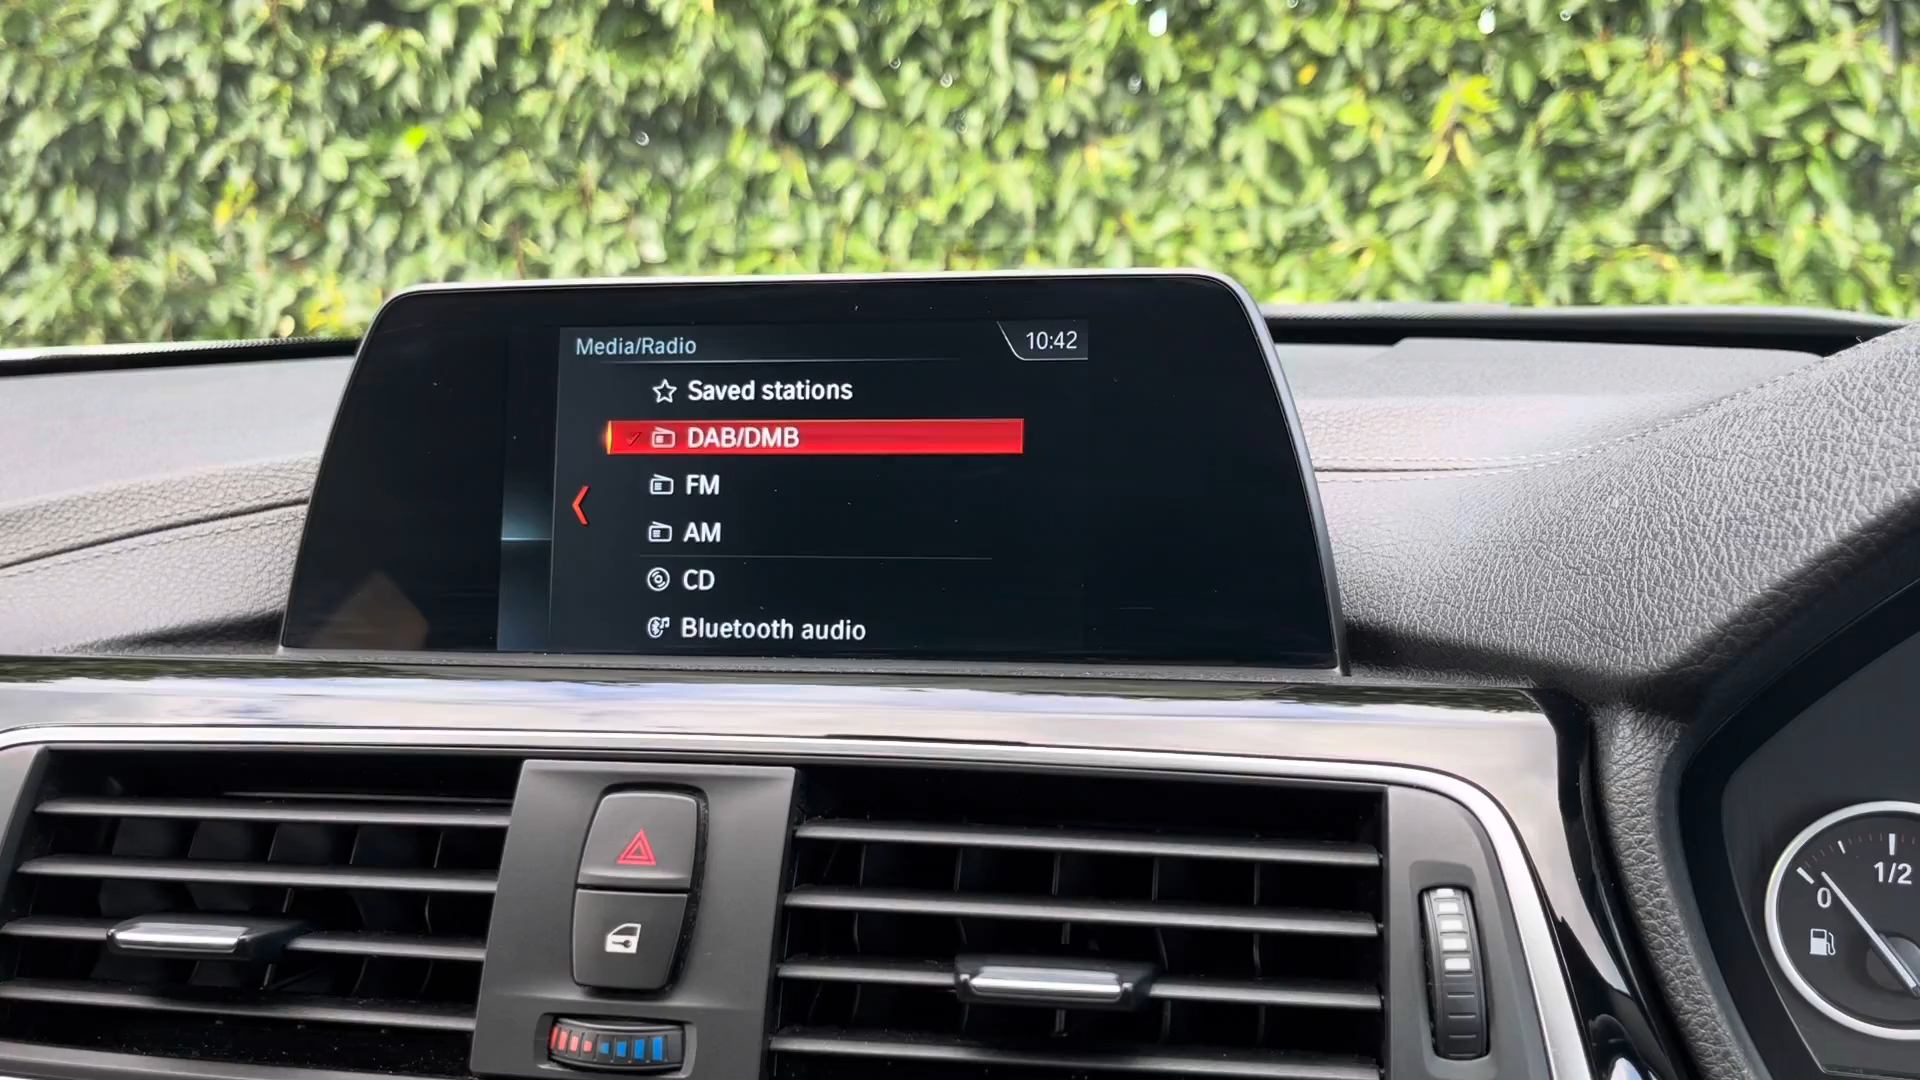 Media/Radio
10:42
Saved stations
DAB/DMB
FM
AM
CD
Bluetooth audio
1/2
0